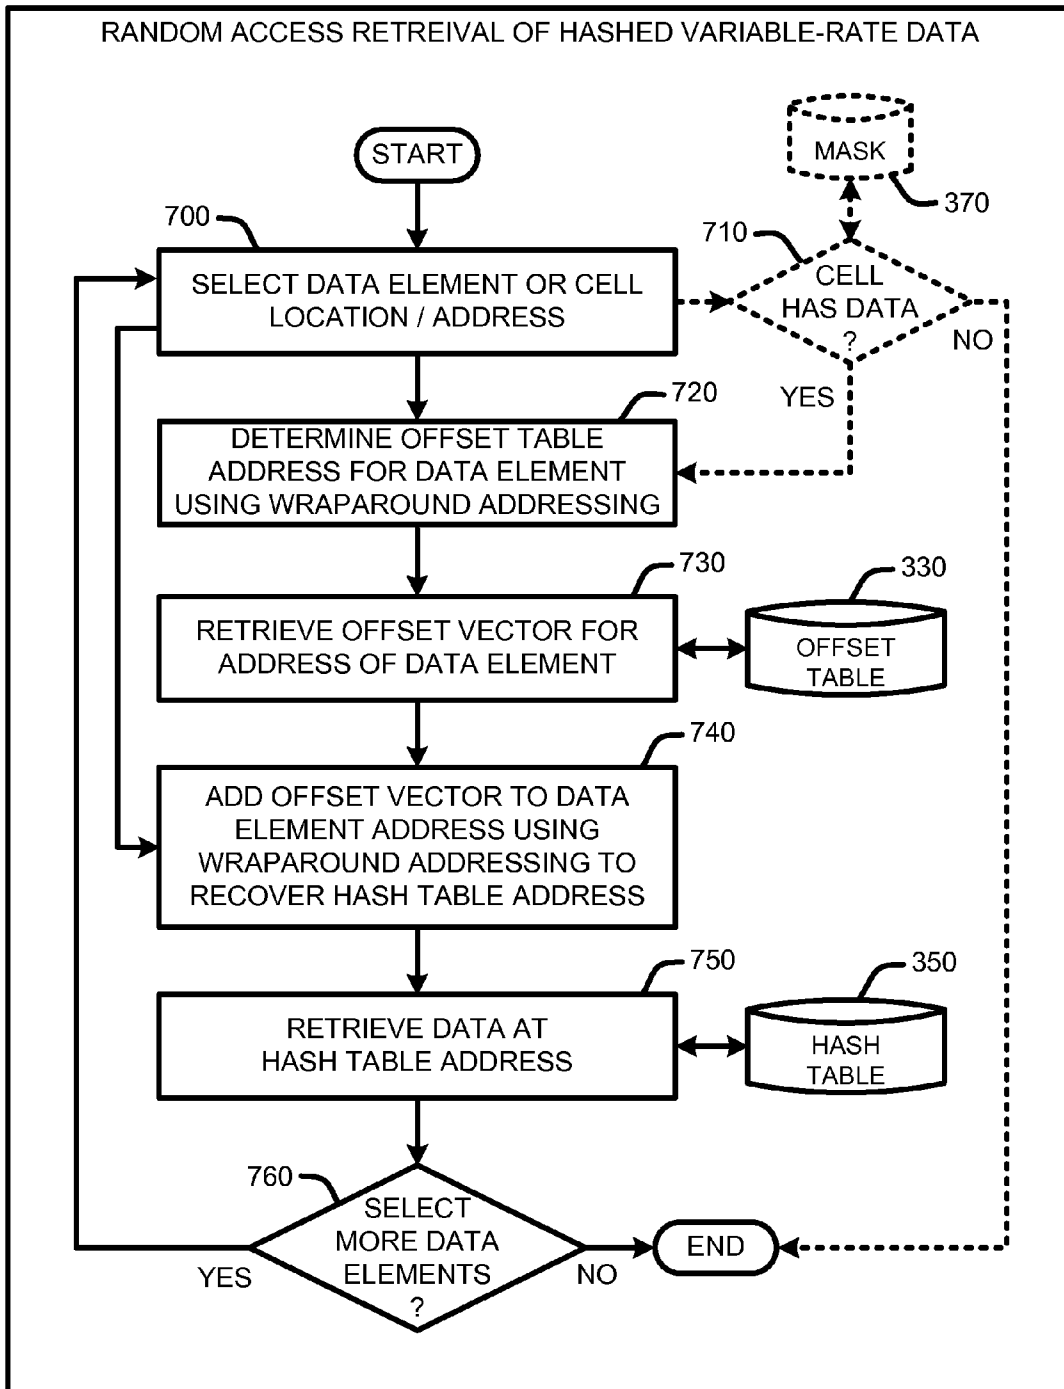 RANDOM ACCESS RETREIVAL OF HASHED VARIABLE-RATE DATA
START
MASK
370
700
710
SELECT DATA ELEMENT OR CELL
LOCATION / ADDRESS
CELL
HAS DATA
?
NO
YES
720
DETERMINE OFFSET TABLE
ADDRESS FOR DATA ELEMENT
USING WRAPAROUND ADDRESSING
730
330
RETRIEVE OFFSET VECTOR FOR
ADDRESS OF DATA ELEMENT
OFFSET
TABLE
740
ADD OFFSET VECTOR TO DATA
ELEMENT ADDRESS USING
WRAPAROUND ADDRESSING TO
RECOVER HASH TABLE ADDRESS
750
350
RETRIEVE DATA AT
HASH TABLE ADDRESS
HASH
TABLE
760
SELECT
MORE DATA
ELEMENTS
?
YES
NO
END